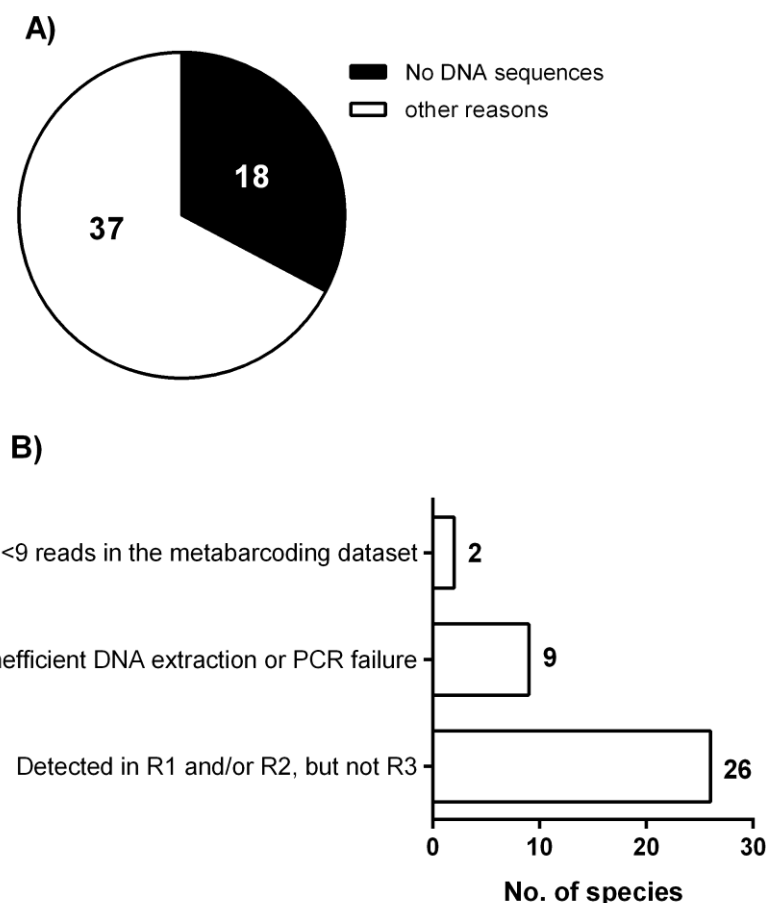 A)
No DNA sequences
other reasons
18
37
B)
<9 reads in the metabarcoding dataset
2
nefficient DNA extraction or PCR failure
9
Detected in R1 and/or R2, but not R3
26
0 10 20 30
No. of species